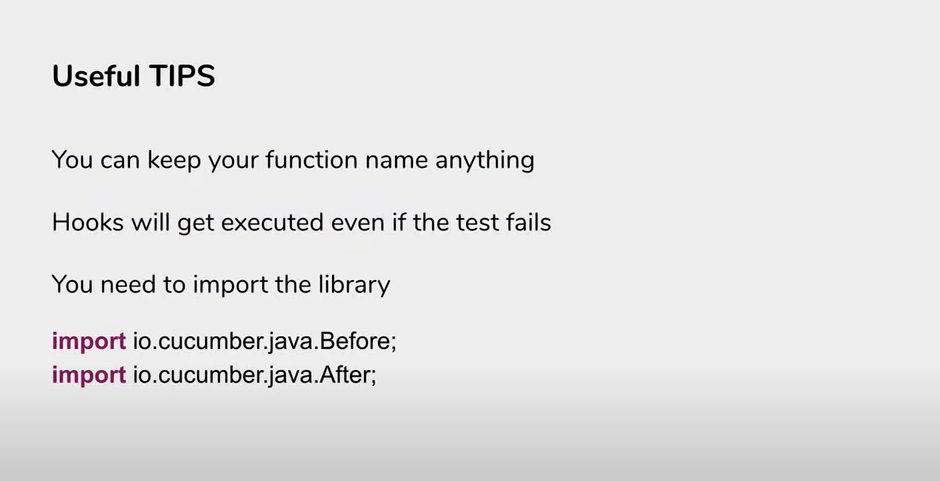 Useful TIPS
You can keep your function name anything
Hooks will get executed even if the test fails
You need to import the library
import io.cucumber.java.Before;
import io.cucumber.java.After;